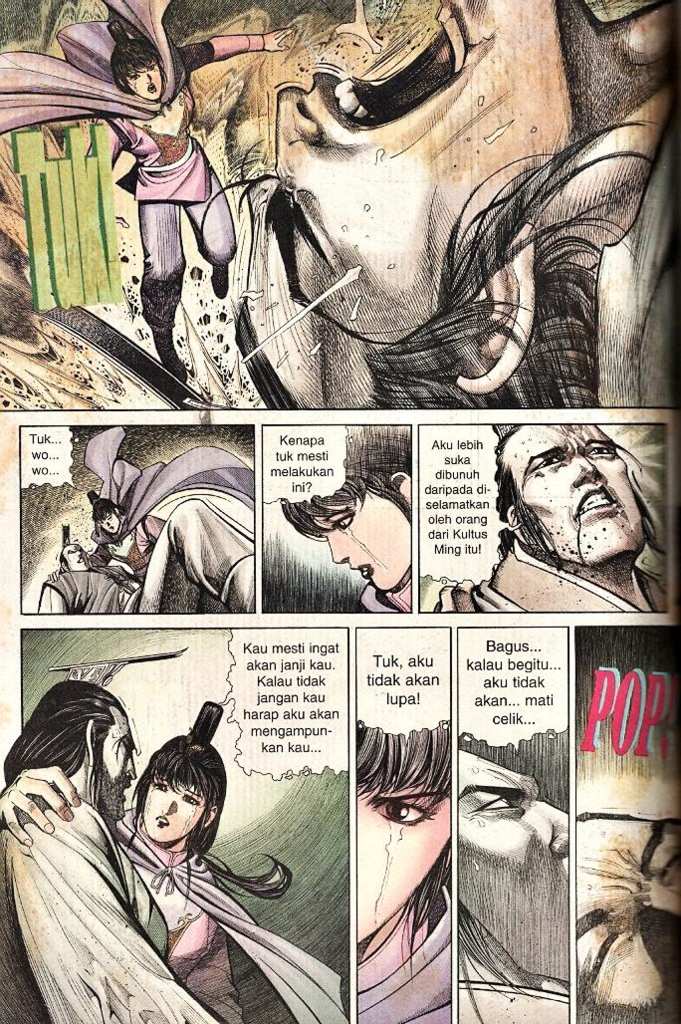 TUK!
Tuk...
wo...
wo...
Kenapa
tuk mesti
melakukan
ini?
Aku lebih
suka
dibunuh
daripada di-
selamatkan
oleh orang
dari Kultus
Ming itu!
Kau mesti ingat
akan janji kau.
Kalau tidak
jangan kau
harap aku akan
mengampun-
kan kau...
Tuk, aku
tidak akan
lupa!
Bagus...
kalau begitu...
aku tidak
akan... mati
celik...
POP!